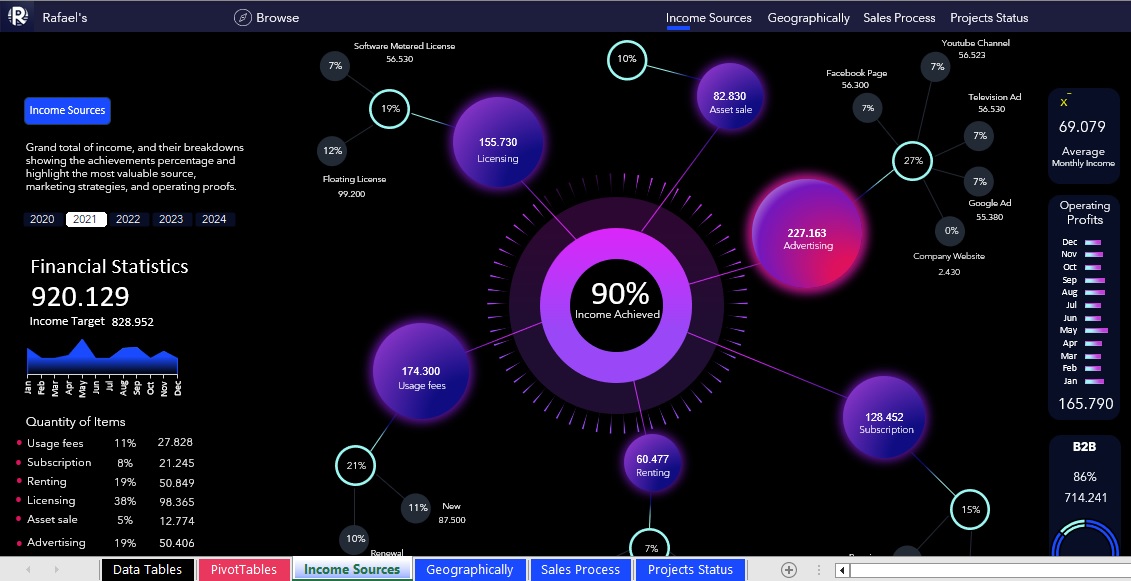 R
Rafael's
Browse
Income Sources
Geographically
Sales Process
Projects Status
Income Sources
Grand total of income, and their breakdowns
showing the achievements percentage and
highlight the most valuable source,
marketing strategies, and operating proofs.
2020 2021 2022 2023 2024
Financial Statistics
920.129
Income Target 828.952
Jan Feb Mar Apr May Jun Jul Aug Sep Oct Nov Dec
Quantity of Items
Usage fees 11% 27.828
Subscription 8% 21.245
Renting 19% 50.849
Licensing 38% 98.365
Asset sale 5% 12.774
Advertising 19% 50.406
Software Metered License
56.530
7%
19%
12%
Floating License
99.200
155.730
Licensing
10%
82.830
Asset sale
Youtube Channel
56.523
7%
Facebook Page
56.300
7%
Television Ad
56.530
7%
27%
7%
Google Ad
55.380
0%
Company Website
2.430
227.163
Advertising
90%
Income Achieved
174.300
Usage fees
21%
11%
New
87.500
10%
Renewal
60.477
Renting
7%
128.452
Subscription
15%
x
69.079
Average
Monthly Income
Operating
Profits
Dec
Nov
Oct
Sep
Aug
Jul
Jun
May
Apr
Mar
Feb
Jan
165.790
B2B
86%
714.241
Data Tables
PivotTables
Income Sources
Geographically
Sales Process
Projects Status